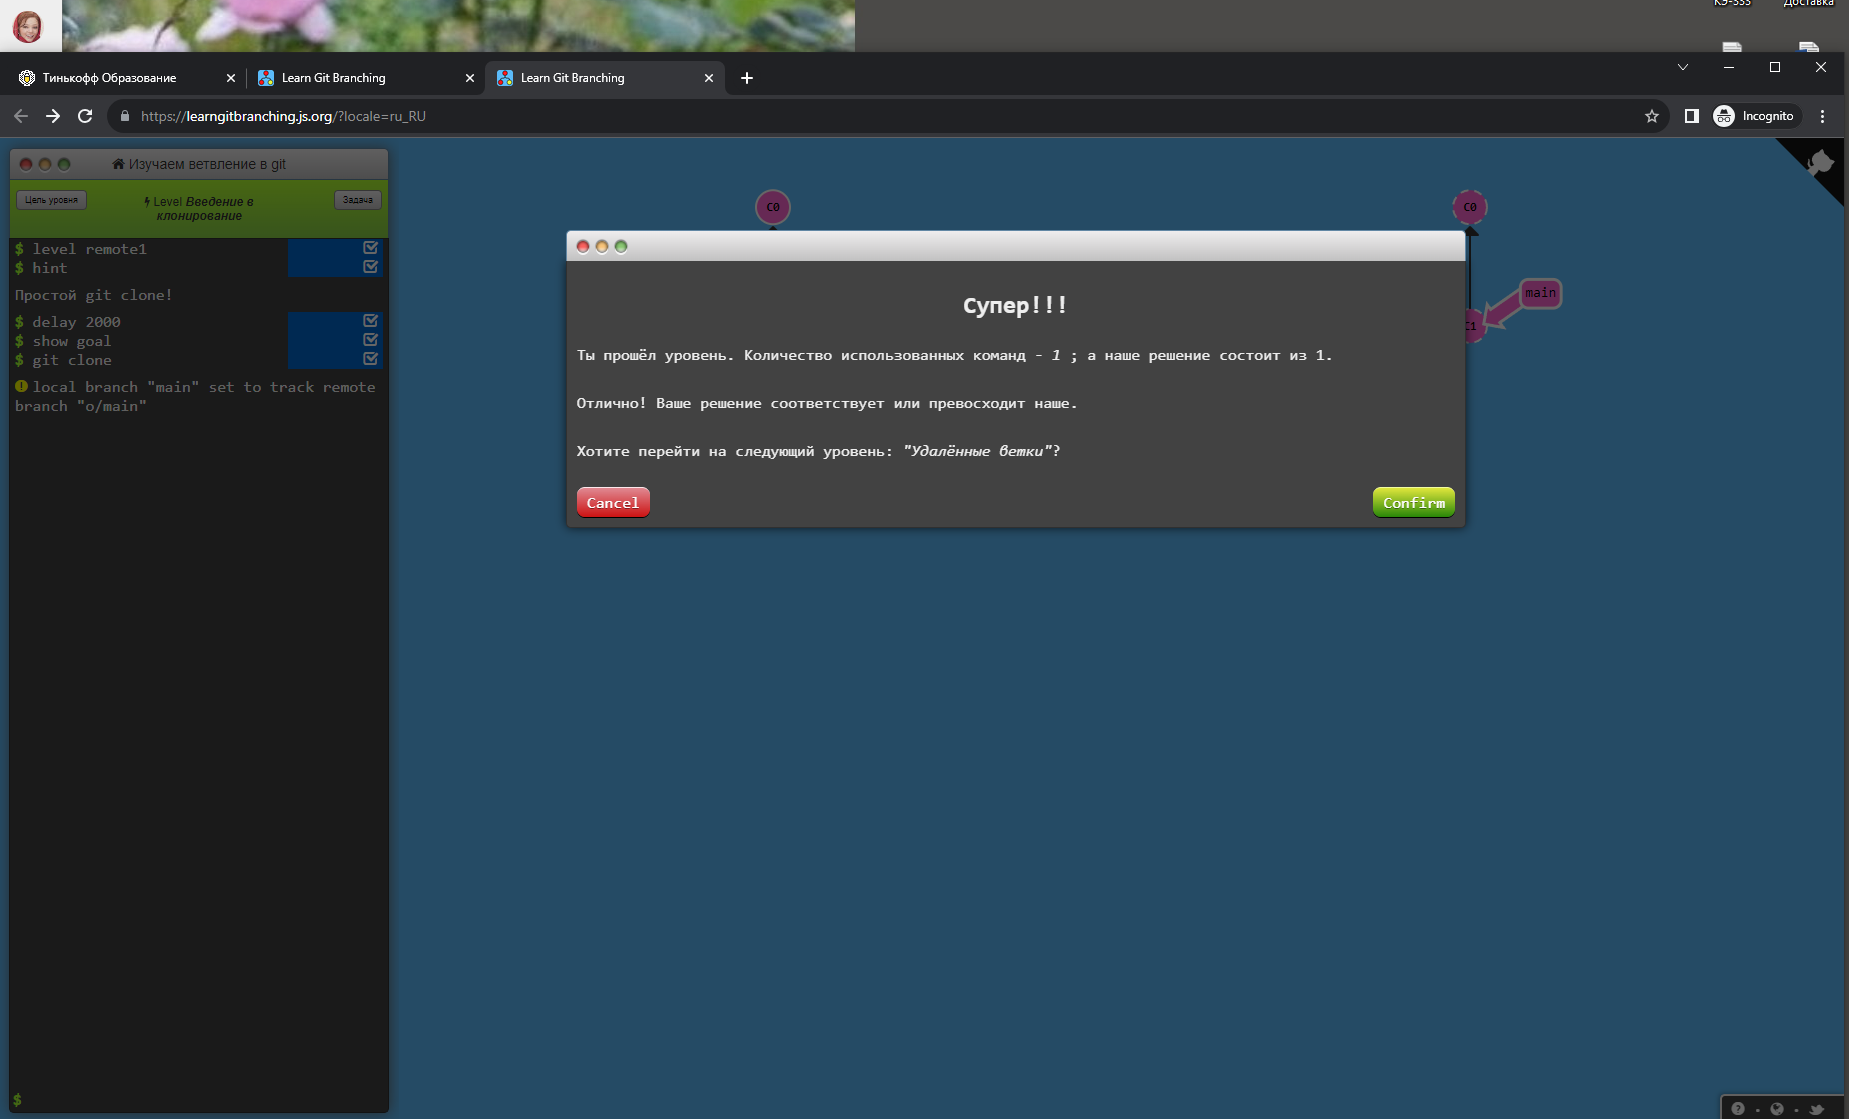 КЭ-333
Доставка
Тинькофф Образование
Learn Git Branching
Learn Git Branching
https://learngitbranching.js.org/?locale=ru_RU
Incognito
Изучаем ветвление в git
Цель уровня
Level Введение в
клонирование
Задача
$ level remote1
$ hint
Простой git clone!
$ delay 2000
$ show goal
$ git clone
local branch "main" set to track remote
branch "o/main"
$
C0
C0
main
C1
Супер!!!
Ты прошёл уровень. Количество использованных команд - 1 ; а наше решение состоит из 1.
Отлично! Ваше решение соответствует или превосходит наше.
Хотите перейти на следующий уровень: "Удалённые ветки"?
Cancel
Confirm